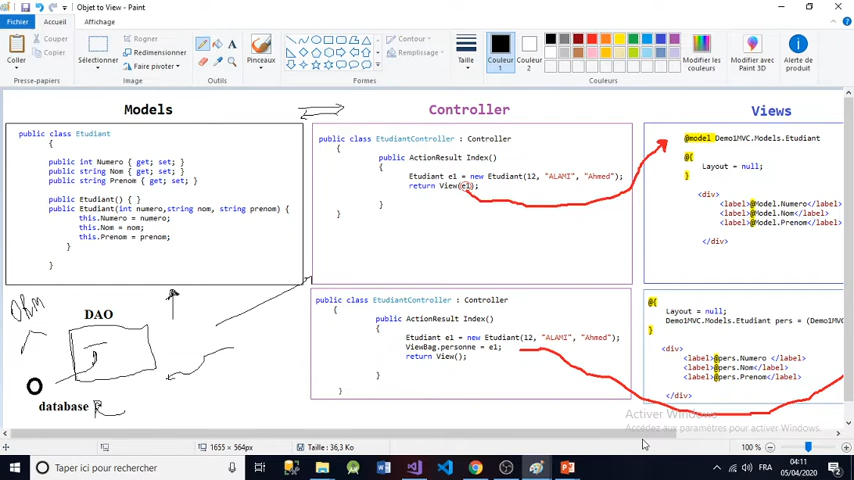 Objet to View - Paint
Fichier
Accueil
Affichage
Coller
Couper
Copier
Presse-papiers
Sélectionner
Rogner
Redimensionner
Faire pivoter
Image
Outils
Pinceaux
Contour
Remplissage
Formes
Taille
Couleur
1
Couleur
2
Modifier les
couleurs
Couleurs
Modifier avec
Paint 3D
Alerte de
produit
Models
public class Etudiant
{
public int Numero { get; set; }
public string Nom { get; set; }
public string Prenom { get; set; }
public Etudiant() { }
public Etudiant(int numero,string nom, string prenom) {
this.Numero = numero;
this.Nom = nom;
this.Prenom = prenom;
}
}
ORM
DAO
database R
Controller
public class EtudiantController : Controller
{
public ActionResult Index()
{
Etudiant e1 = new Etudiant(12, "ALAMI", "Ahmed");
return View(e1);
}
}
public class EtudiantController : Controller
{
public ActionResult Index()
{
Etudiant e1 = new Etudiant(12, "ALAMI", "Ahmed");
ViewBag.personne = e1;
return View();
}
}
Views
@model Demo1MVC.Models.Etudiant
@{
Layout = null;
}
<div>
<label>@Model.Numero</label>
<label>@Model.Nom</label>
<label>@Model.Prenom</label>
</div>
@{
Layout = null;
Demo1MVC.Models.Etudiant pers = (Demo1MV
}
<div>
<label>@pers.Numero </label>
<label>@pers.Nom</label>
<label>@pers.Prenom</label>
</div>
Activer Windows
Accédez aux paramètres pour activer Windows.
1655 × 564px
Taille : 36,3 Ko
100 %
Taper ici pour rechercher
FRA
04:11
05/04/2020
2